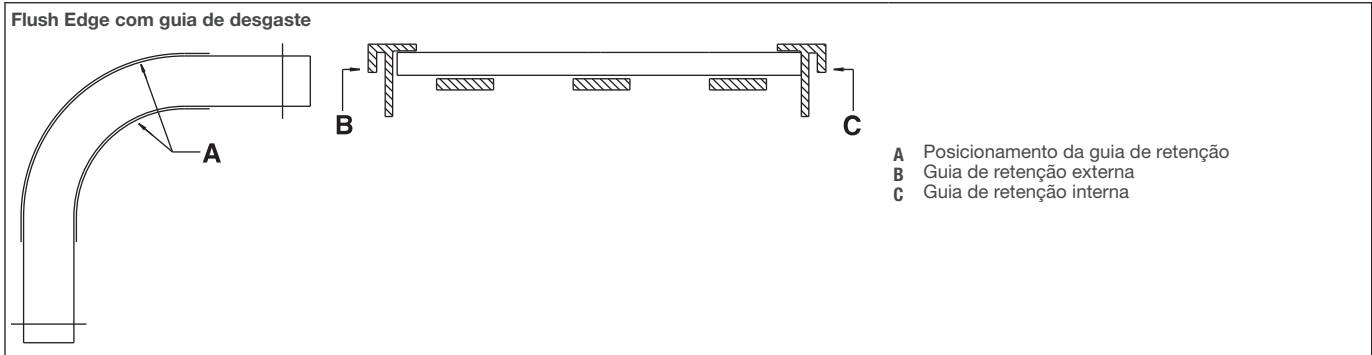 Flush Edge com guia de desgaste
A
B
C
A Posicionamento da guia de retenção
B Guia de retenção externa
C Guia de retenção interna